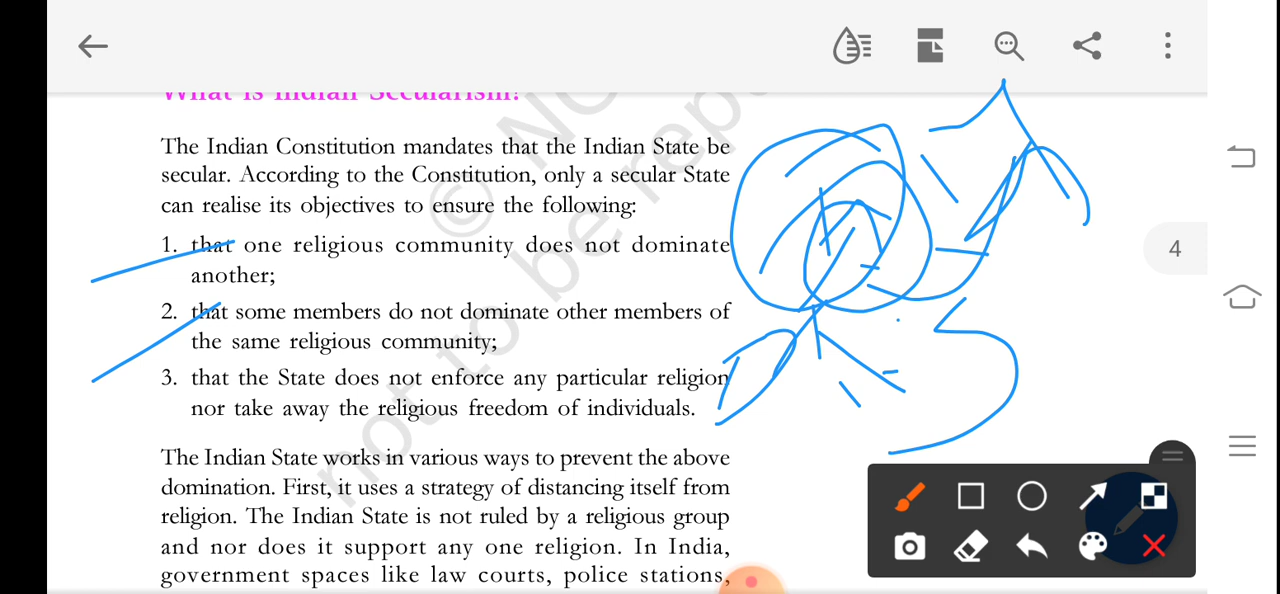 What is Indian Secularism?
The Indian Constitution mandates that the Indian State be
secular. According to the Constitution, only a secular State
can realise its objectives to ensure the following:
1. that one religious community does not dominate
another;
2. that some members do not dominate other members of
the same religious community;
3. that the State does not enforce any particular religion
nor take away the religious freedom of individuals.
The Indian State works in various ways to prevent the above
domination. First, it uses a strategy of distancing itself from
religion. The Indian State is not ruled by a religious group
and nor does it support any one religion. In India,
government spaces like law courts, police stations,
4
not to be rep